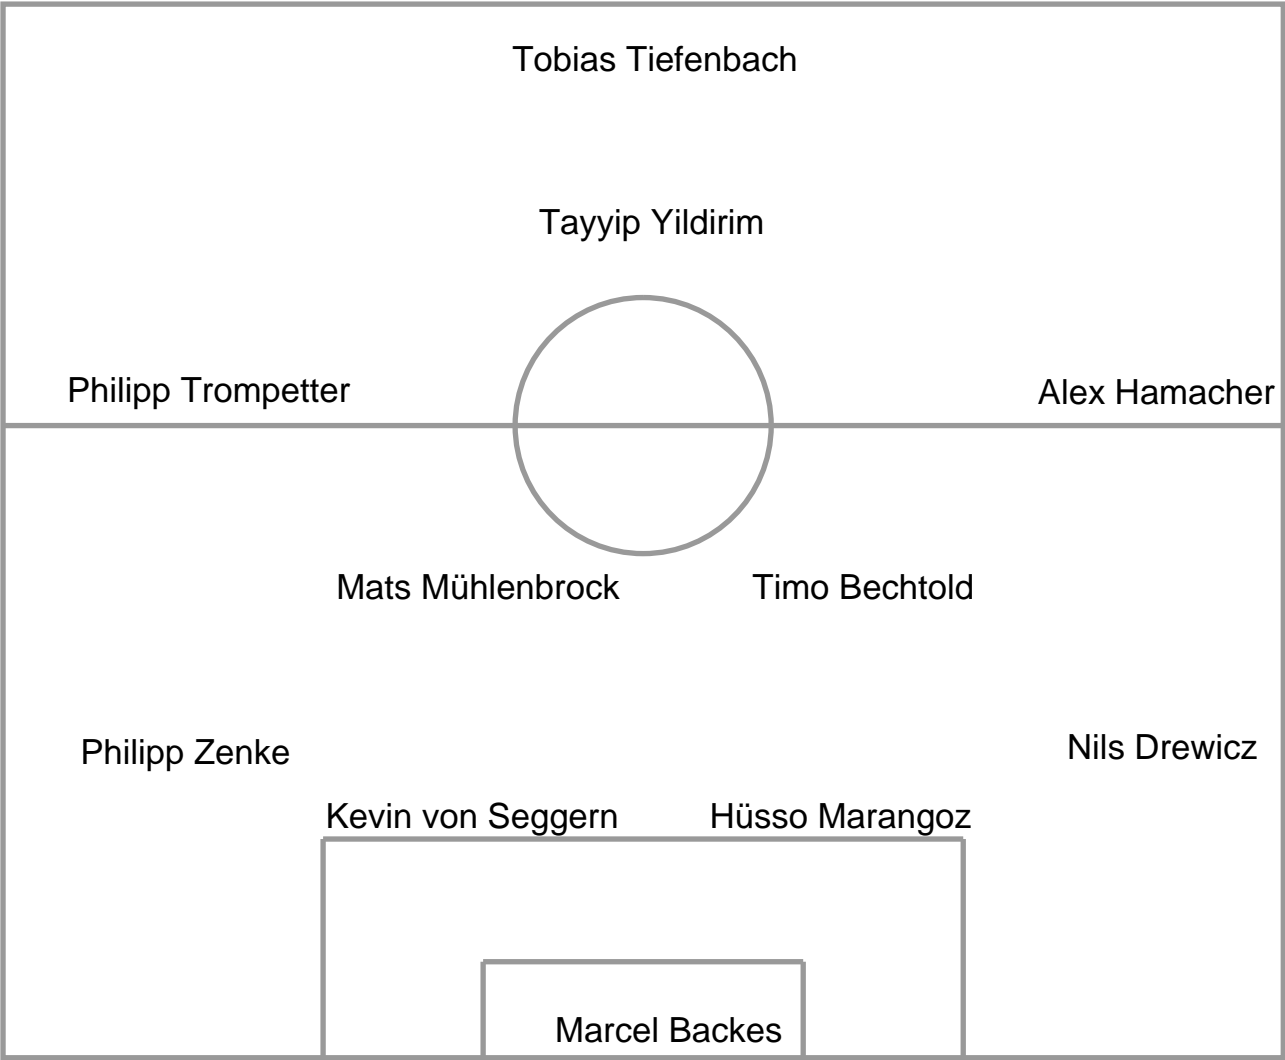 Tobias Tiefenbach
Tayyip Yildirim
Philipp Trompetter
Alex Hamacher
Mats Mühlenbrock
Timo Bechtold
Philipp Zenke
Nils Drewicz
Kevin von Seggern
Hüsso Marangoz
Marcel Backes